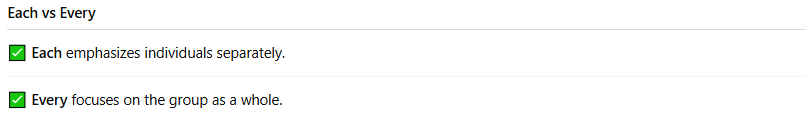 Each vs Every
✅ Each emphasizes individuals separately.
✅ Every focuses on the group as a whole.